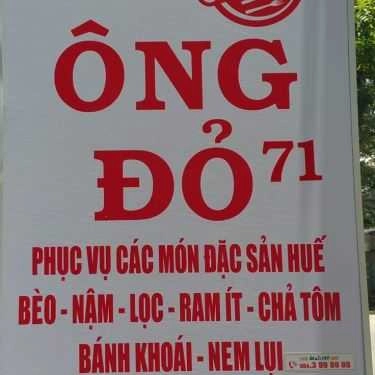 ÔNG
ĐỎ 71
PHỤC VỤ CÁC MÓN ĐẶC SẢN HUẾ
BÈO - NẬM - LỌC - RAM ÍT - CHẢ TÔM
BÁNH KHOÁI - NEM LỤI